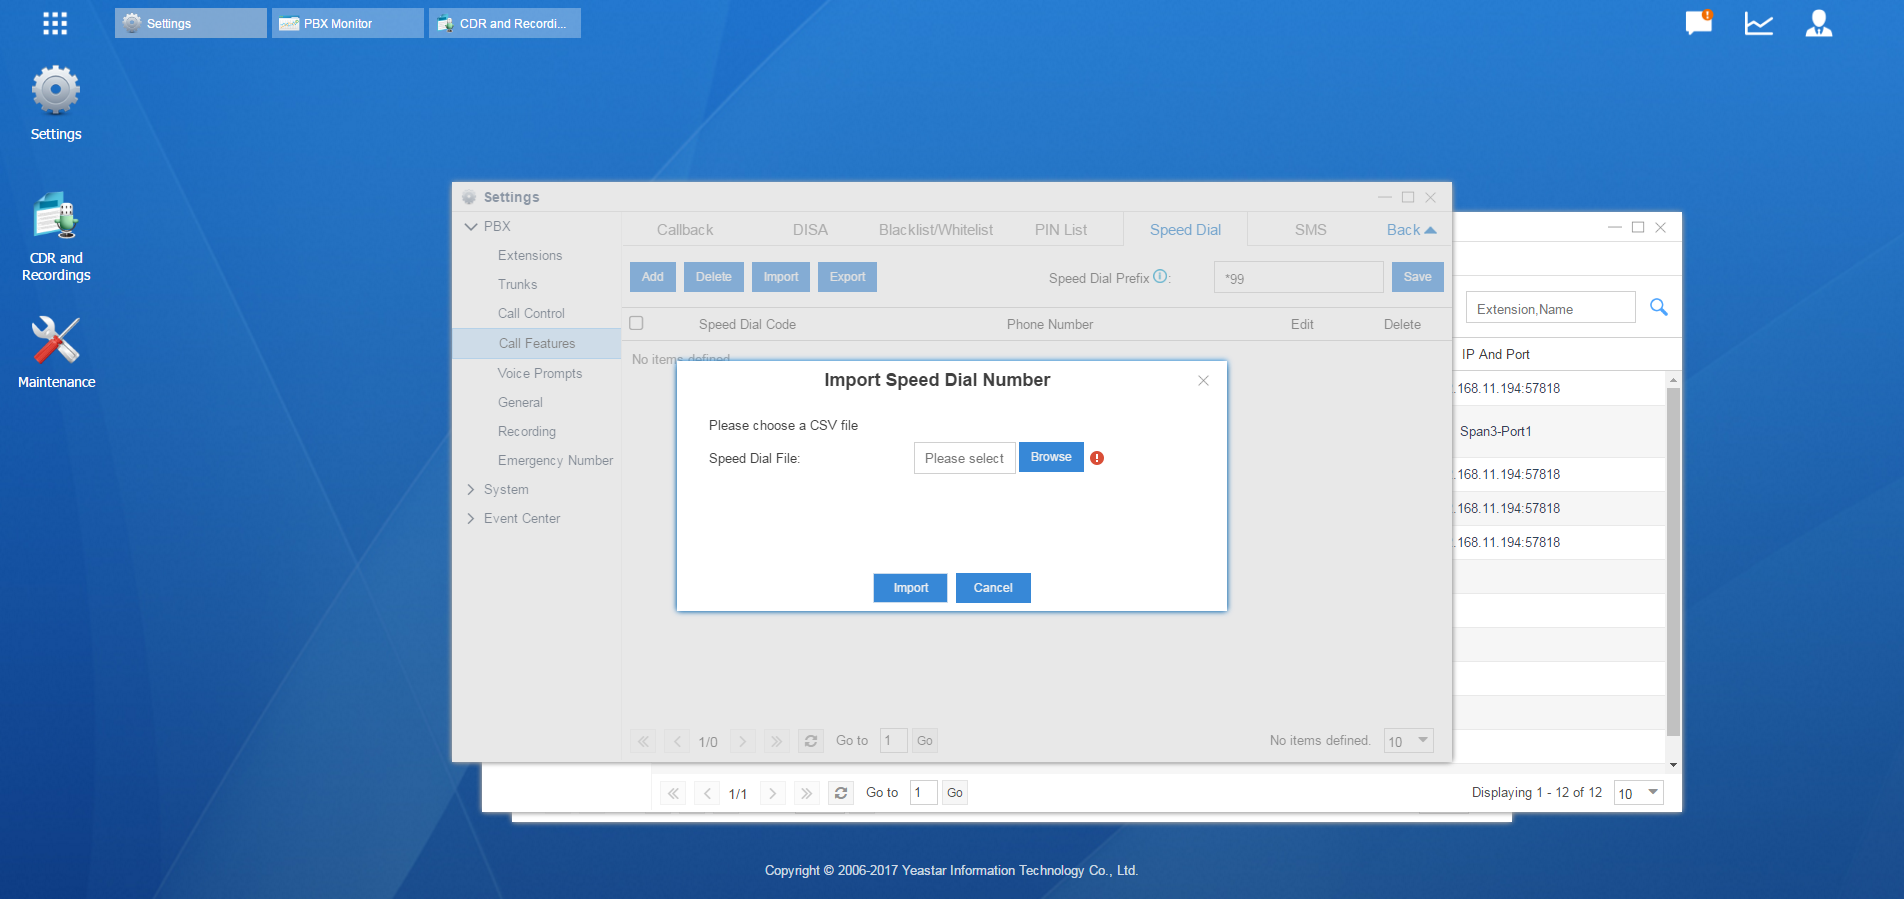 Settings
PBX Monitor
CDR and Recordi...
Settings
CDR and
Recordings
Maintenance
Settings
PBX
Extensions
Trunks
Call Control
Call Features
Voice Prompts
General
Recording
Emergency Number
System
Event Center
Callback DISA Blacklist/Whitelist PIN List Speed Dial SMS Back
Add Delete Import Export Speed Dial Prefix : *99 Save
Speed Dial Code Phone Number Edit Delete
No items defined.
Import Speed Dial Number
Please choose a CSV file
Speed Dial File: Please select Browse
Import Cancel
1/0 Go to 1 Go No items defined. 10
Extension,Name
IP And Port
.168.11.194:57818
Span3-Port1
.168.11.194:57818
.168.11.194:57818
.168.11.194:57818
1/1 Go to 1 Go Displaying 1 - 12 of 12 10
Copyright © 2006-2017 Yeastar Information Technology Co., Ltd.